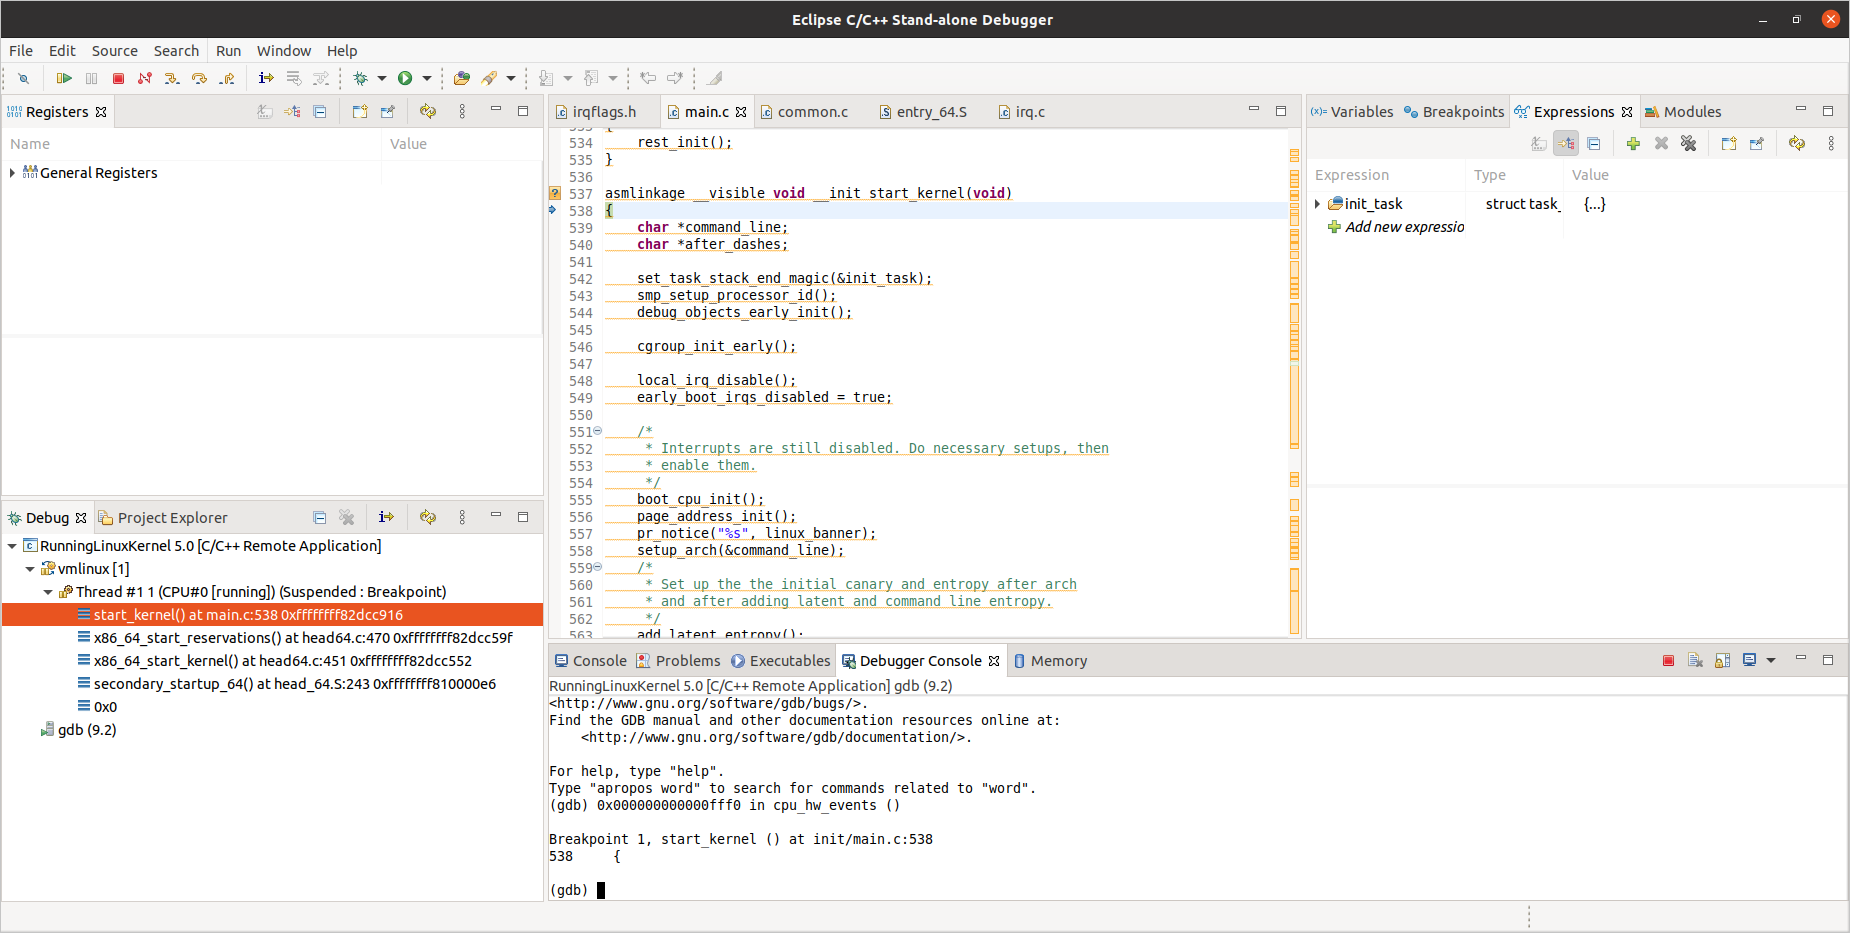 Eclipse C/C++ Stand-alone Debugger
File Edit Source Search Run Window Help
Registers
Name Value
General Registers
Debug Project Explorer
RunningLinuxKernel 5.0 [C/C++ Remote Application]
vmlinux [1]
Thread #1 1 (CPU#0 [running]) (Suspended : Breakpoint)
start_kernel() at main.c:538 0xffffffff82dcc916
x86_64_start_reservations() at head64.c:470 0xffffffff82dcc59f
x86_64_start_kernel() at head64.c:451 0xffffffff82dcc552
secondary_startup_64() at head_64.S:243 0xffffffff810000e6
0x0
gdb (9.2)
irqflags.h main.c common.c entry_64.S irq.c
533 {
534     rest_init();
535 }
536
537 asmlinkage __visible void __init start_kernel(void)
538 {
539     char *command_line;
540     char *after_dashes;
541
542     set_task_stack_end_magic(&init_task);
543     smp_setup_processor_id();
544     debug_objects_early_init();
545
546     cgroup_init_early();
547
548     local_irq_disable();
549     early_boot_irqs_disabled = true;
550
551     /*
552      * Interrupts are still disabled. Do necessary setups, then
553      * enable them.
554      */
555     boot_cpu_init();
556     page_address_init();
557     pr_notice("%s", linux_banner);
558     setup_arch(&command_line);
559     /*
560      * Set up the the initial canary and entropy after arch
561      * and after adding latent and command line entropy.
562      */
563     add_latent_entropy();
(x)= Variables Breakpoints Expressions Modules
Expression Type Value
init_task struct task_ {...}
Add new expressio
Console Problems Executables Debugger Console Memory
RunningLinuxKernel 5.0 [C/C++ Remote Application] gdb (9.2)
<http://www.gnu.org/software/gdb/bugs/>.
Find the GDB manual and other documentation resources online at:
    <http://www.gnu.org/software/gdb/documentation/>.

For help, type "help".
Type "apropos word" to search for commands related to "word".
(gdb) 0x000000000000fff0 in cpu_hw_events ()

Breakpoint 1, start_kernel () at init/main.c:538
538     {

(gdb)